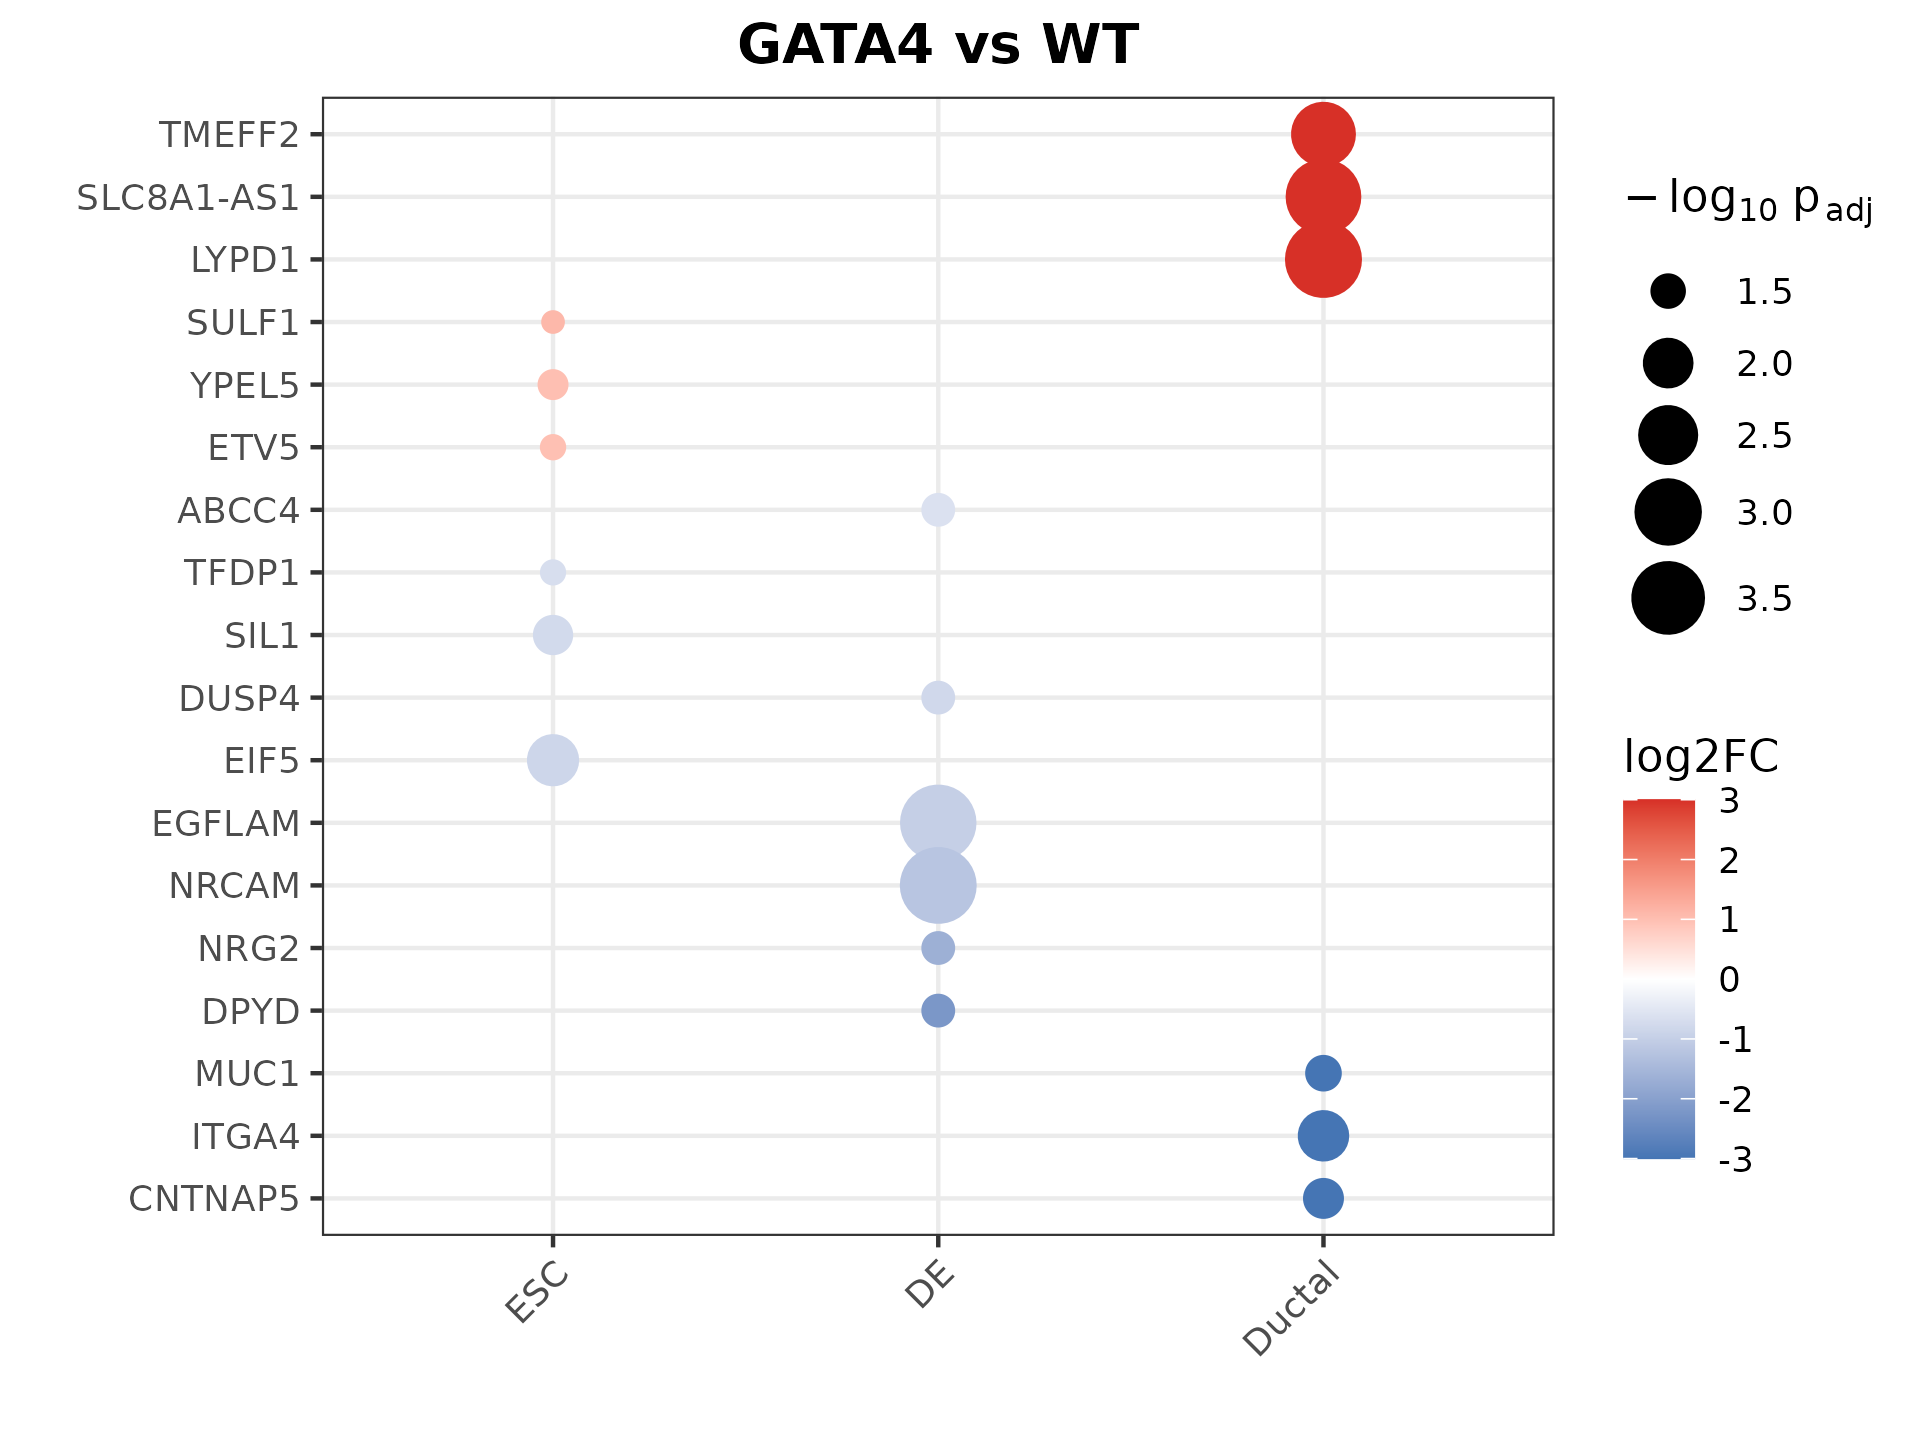 GATA4 vs WT
TMEFF2
SLC8A1-AS1
LYPD1
SULF1
YPEL5
ETV5
ABCC4
TFDP1
SIL1
DUSP4
EIF5
EGFLAM
NRCAM
NRG2
DPYD
MUC1
ITGA4
CNTNAP5
ESC
DE
Ductal
− log10 p adj
1.5
2.0
2.5
3.0
3.5
log2FC
3
2
1
0
-1
-2
-3